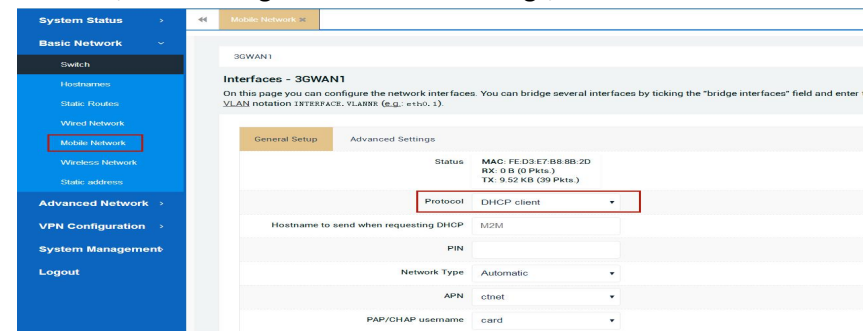 System Status
Basic Network
Switch
Hostnames
Static Routes
Wired Network
Mobile Network
Wireless Network
Static address
Advanced Network
VPN Configuration
System Management
Logout
Mobile Network
3GWAN1
Interfaces - 3GWAN1
On this page you can configure the network interfaces. You can bridge several interfaces by ticking the "bridge interfaces" field and enter
VLAN notation INTERFACE.VLANNR (e.g.: eth0.1).
General Setup Advanced Settings
Status MAC: FE:D3:E7:B8:8B:2D
RX: 0 B (0 Pkts.)
TX: 9.52 KB (39 Pkts.)
Protocol DHCP client
Hostname to send when requesting DHCP M2M
PIN
Network Type Automatic
APN ctnet
PAP/CHAP username card